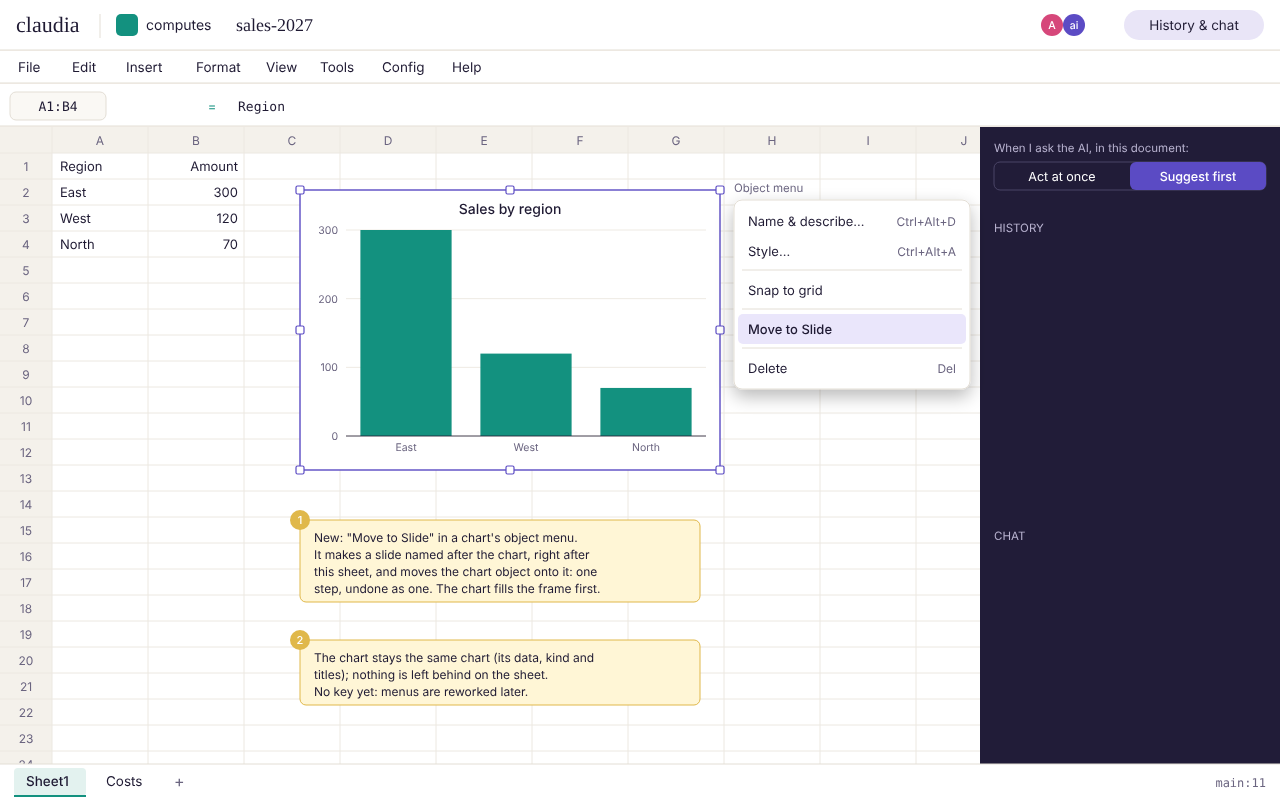 claudia
computes
sales-2027
A
ai
History & chat
File Edit Insert Format View Tools Config Help
A1:B4
= Region
A B C D E F G H I J
1 Region Amount
2 East 300
3 West 120
4 North 70
5
6
7
8
9
10
11
12
13
14
15
16
17
18
19
20
21
22
23
24
Sales by region
300
200
100
0
East West North
Object menu
Name & describe... Ctrl+Alt+D
Style... Ctrl+Alt+A
Snap to grid
Move to Slide
Delete Del
1
New: "Move to Slide" in a chart's object menu.
It makes a slide named after the chart, right after
this sheet, and moves the chart object onto it: one
step, undone as one. The chart fills the frame first.
2
The chart stays the same chart (its data, kind and
titles); nothing is left behind on the sheet.
No key yet: menus are reworked later.
When I ask the AI, in this document:
Act at once Suggest first
HISTORY
CHAT
Sheet1 Costs +
main:11